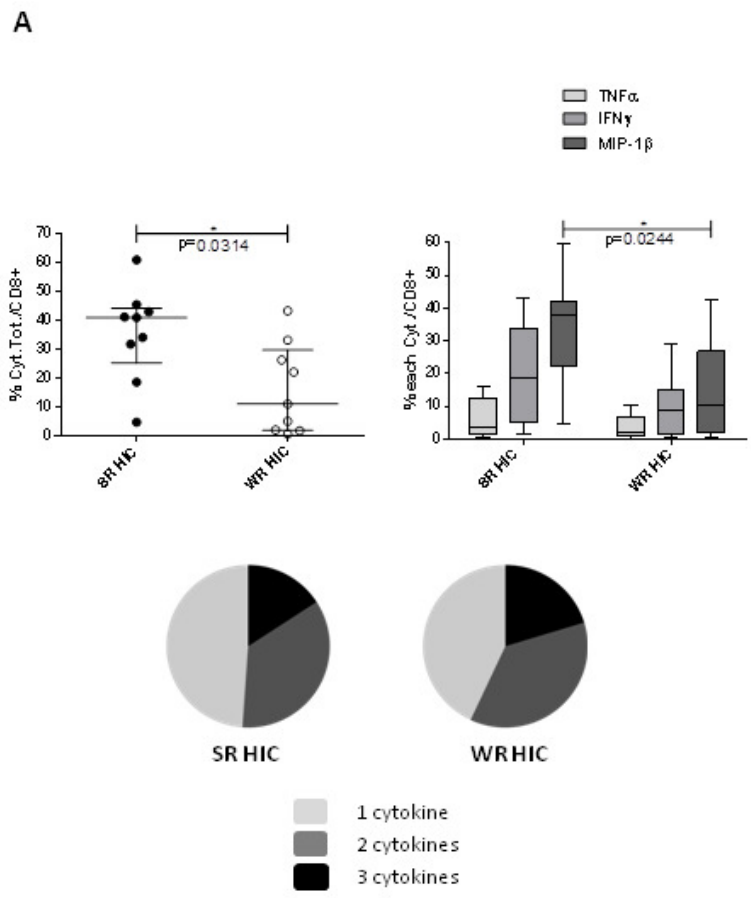 A
TNFα
IFNγ
MIP-1β
% Cyt.Tot./CD8+
70
60
50
40
30
20
10
0
*
p=0.0314
SR HIC
WR HIC
% each Cyt./CD8+
60
50
40
30
20
10
0
*
p=0.0244
SR HIC
WR HIC
SR HIC
WR HIC
1 cytokine
2 cytokines
3 cytokines